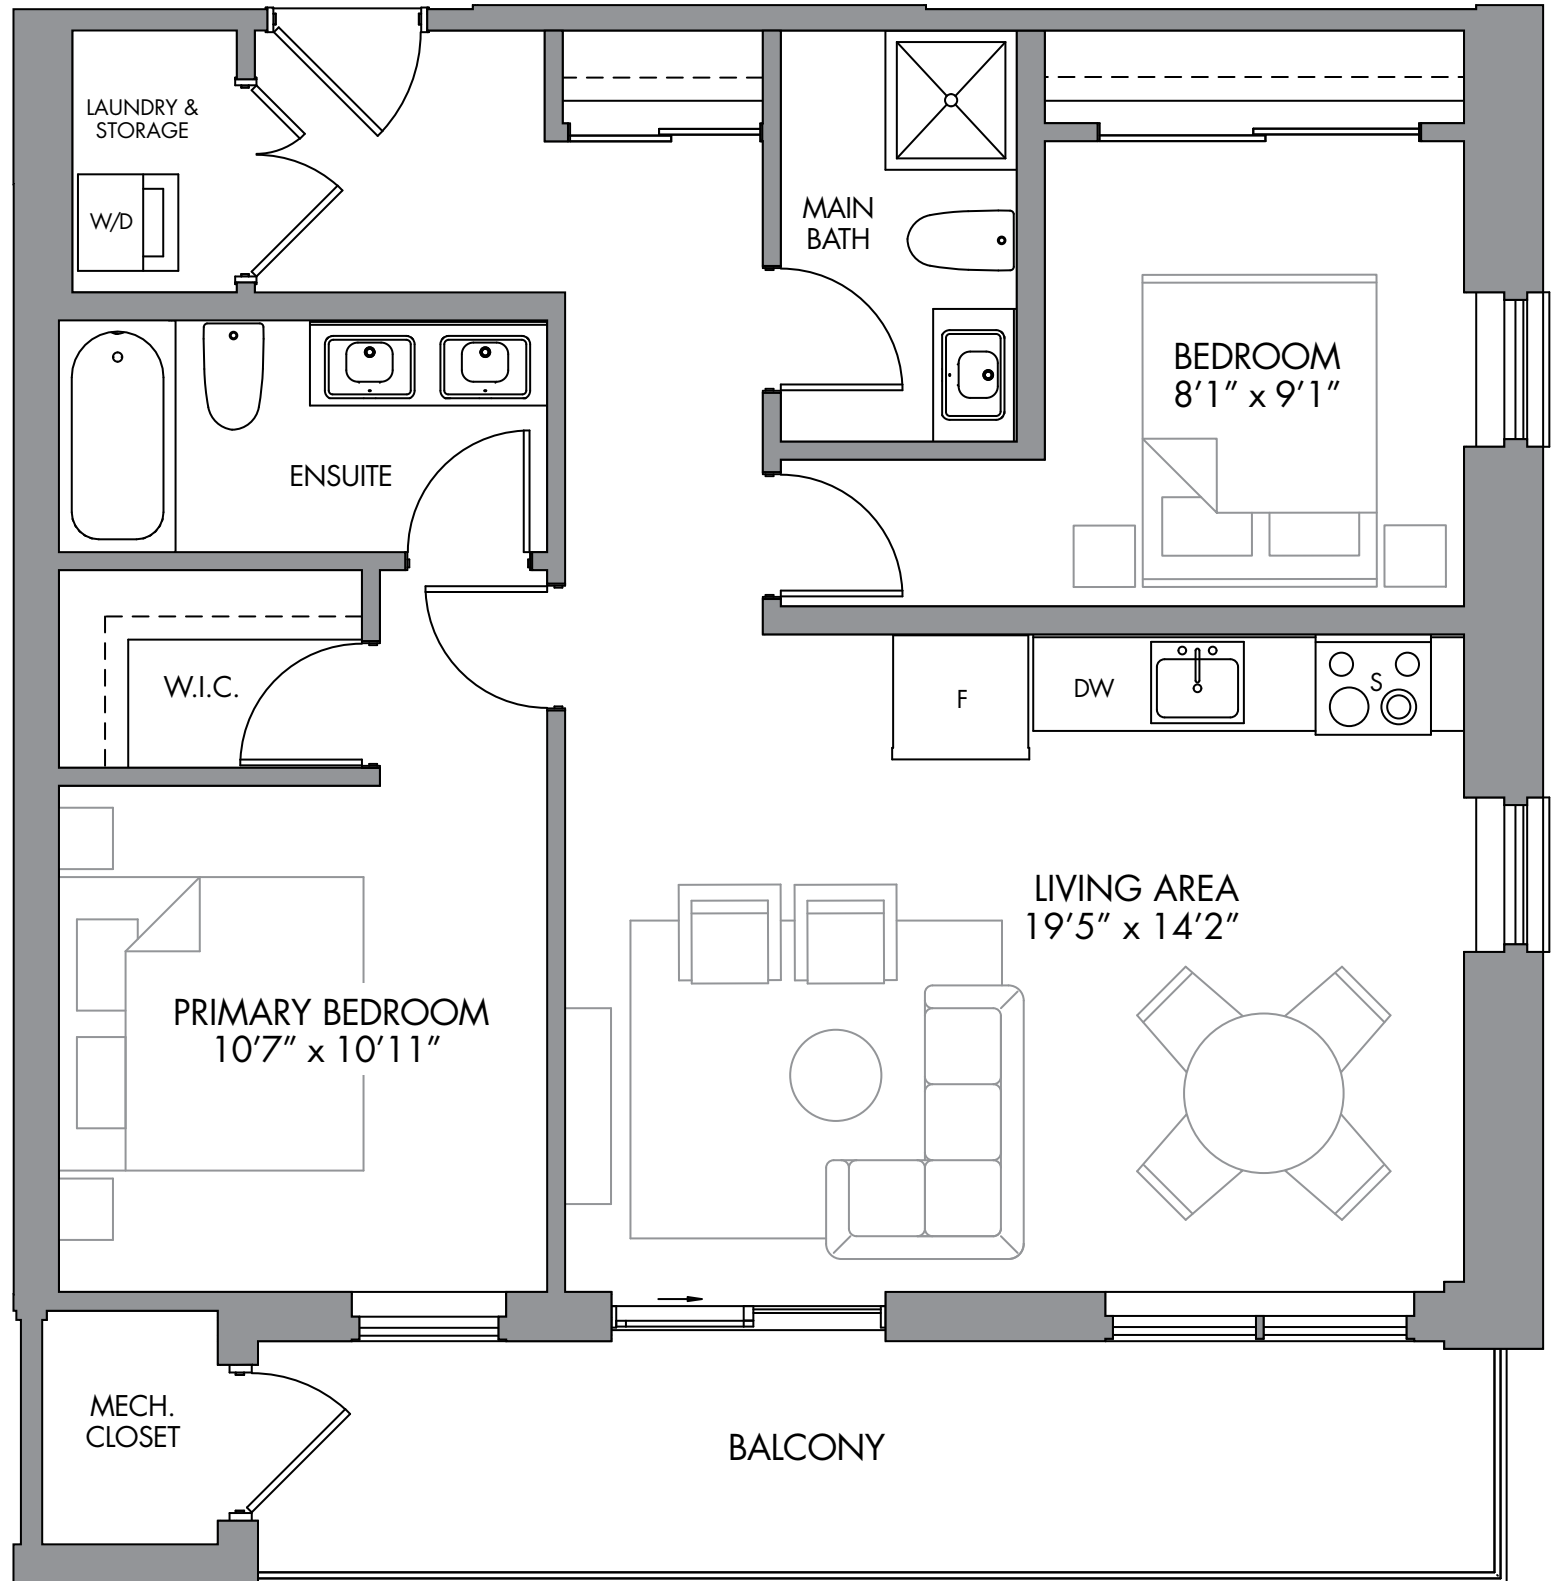 LAUNDRY &
STORAGE
W/D
MAIN
BATH
BEDROOM
8’1” x 9’1”
ENSUITE
W.I.C.
F
DW
S
LIVING AREA
19’5” x 14’2”
PRIMARY BEDROOM
10’7” x 10’11”
MECH.
CLOSET
BALCONY